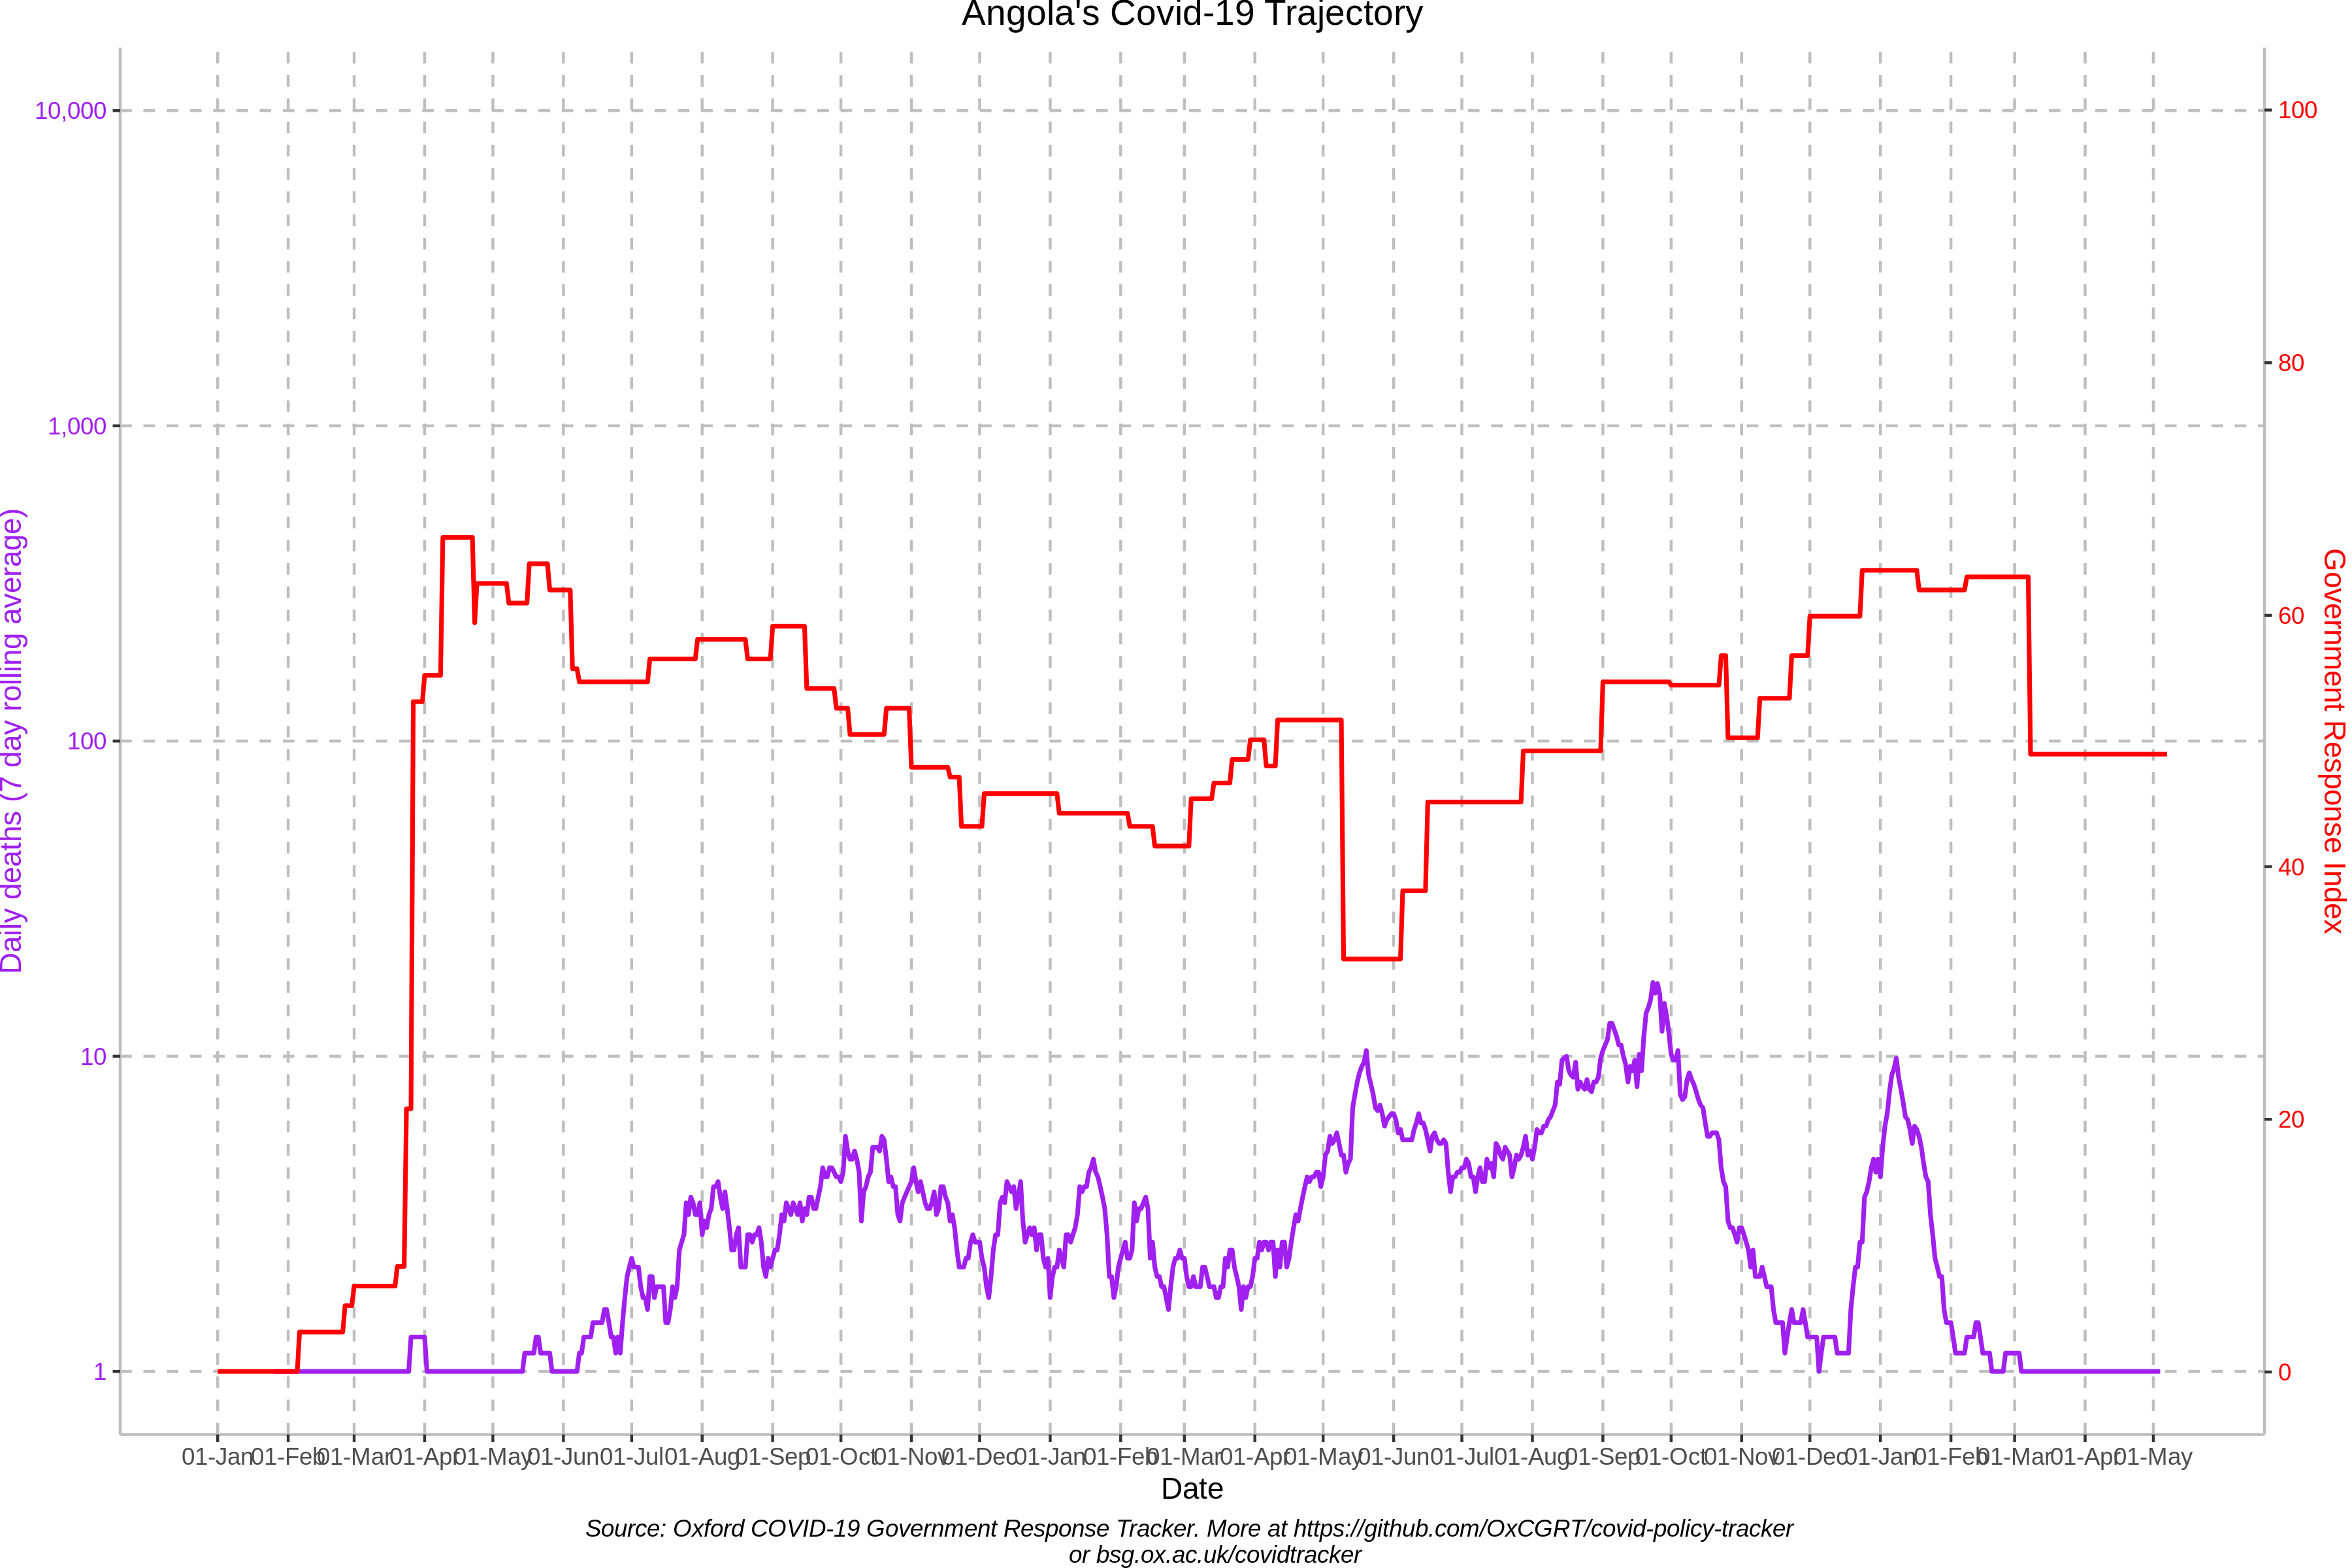 Angola's Covid-19 Trajectory
10,000
1,000
100
10
1
Daily deaths (7 day rolling average)
100
80
60
40
20
0
Government Response Index
01-Jan 01-Feb 01-Mar 01-Apr 01-May 01-Jun 01-Jul 01-Aug 01-Sep 01-Oct 01-Nov 01-Dec 01-Jan 01-Feb 01-Mar 01-Apr 01-May 01-Jun 01-Jul 01-Aug 01-Sep 01-Oct 01-Nov 01-Dec 01-Jan 01-Feb 01-Mar 01-Apr 01-May
Date
Source: Oxford COVID-19 Government Response Tracker. More at https://github.com/OxCGRT/covid-policy-tracker
or bsg.ox.ac.uk/covidtracker